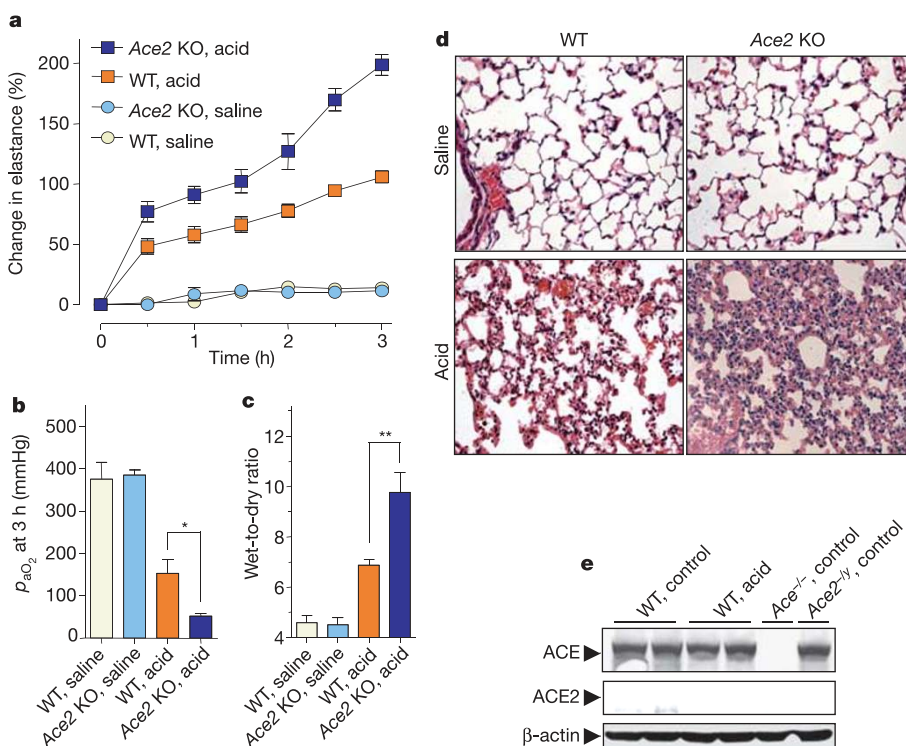 a
Ace2 KO, acid
WT, acid
Ace2 KO, saline
WT, saline
Change in elastance (%)
200
150
100
50
0
0 1 2 3
Time (h)
b
p_aO2 at 3 h (mmHg)
500
400
300
200
100
0
WT, saline
Ace2 KO, saline
WT, acid
Ace2 KO, acid
*
c
Wet-to-dry ratio
12
10
8
6
4
WT, saline
Ace2 KO, saline
WT, acid
Ace2 KO, acid
**
d
WT Ace2 KO
Saline
Acid
e
WT, control
WT, acid
Ace–/–, control
Ace2–/y, control
ACE
ACE2
β-actin